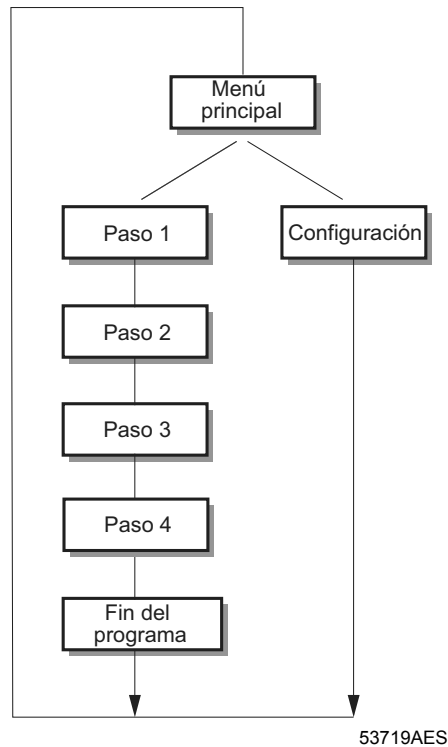 Menú
principal
Paso 1
Configuración
Paso 2
Paso 3
Paso 4
Fin del
programa
53719AES